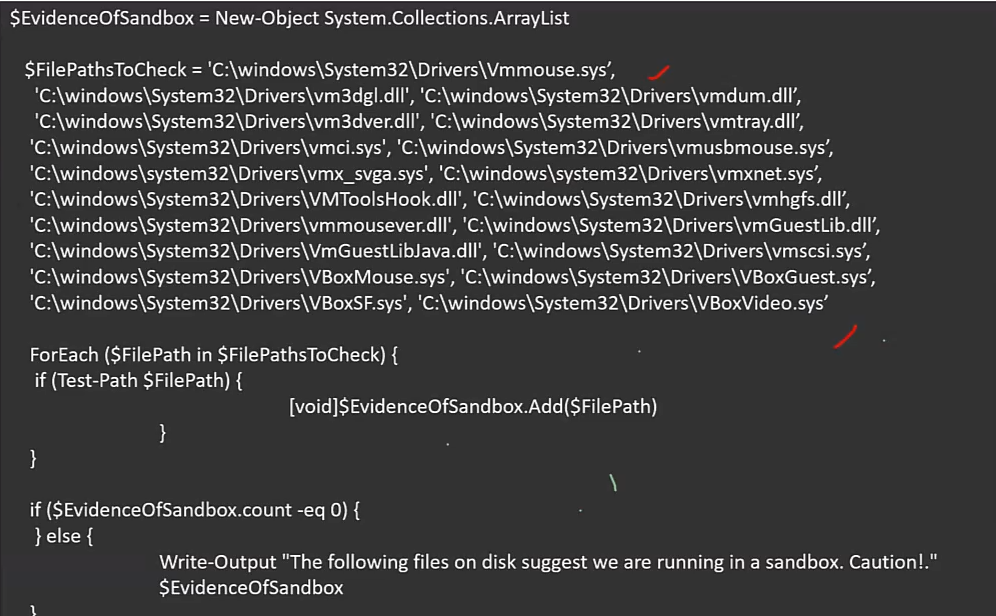 $EvidenceOfSandbox = New-Object System.Collections.ArrayList
$FilePathsToCheck = 'C:\windows\System32\Drivers\Vmmouse.sys’,
'C:\windows\System32\Drivers\vm3dgl.dll', 'C:\windows\System32\Drivers\vmdum.dll’,
'C:\windows\System32\Drivers\vm3dver.dll', 'C:\windows\System32\Drivers\vmtray.dll’,
'C:\windows\System32\Drivers\vmci.sys', 'C:\windows\System32\Drivers\vmusbmouse.sys’,
'C:\windows\System32\Drivers\vmx_svga.sys', 'C:\windows\system32\Drivers\vmxnet.sys’,
'C:\windows\System32\Drivers\VMToolsHook.dll', 'C:\windows\System32\Drivers\vmhgfs.dll’,
'C:\windows\System32\Drivers\vmmousever.dll', 'C:\windows\System32\Drivers\vmGuestLib.dll’,
'C:\windows\System32\Drivers\VmGuestLibJava.dll', 'C:\windows\System32\Drivers\vmscsi.sys’,
'C:\windows\System32\Drivers\VBoxMouse.sys', 'C:\windows\System32\Drivers\VBoxGuest.sys’,
'C:\windows\System32\Drivers\VBoxSF.sys', 'C:\windows\System32\Drivers\VBoxVideo.sys’
ForEach ($FilePath in $FilePathsToCheck) {
if (Test-Path $FilePath) {
[void]$EvidenceOfSandbox.Add($FilePath)
}
}
if ($EvidenceOfSandbox.count -eq 0) {
} else {
Write-Output "The following files on disk suggest we are running in a sandbox. Caution!."
$EvidenceOfSandbox
}